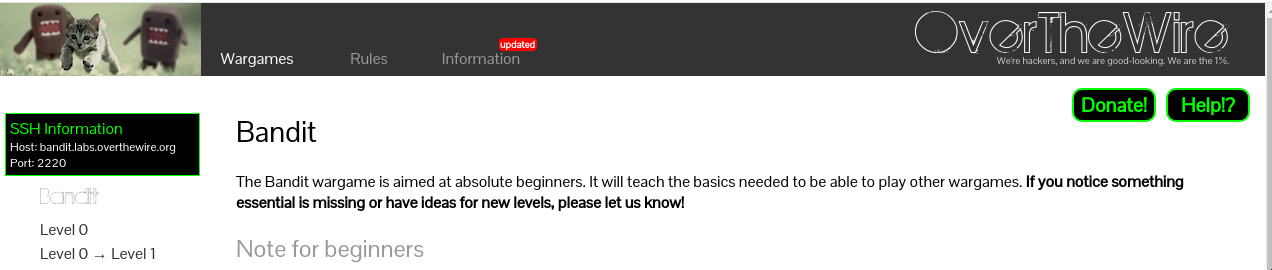 OverTheWire
We're hackers, and we are good-looking. We are the 1%.
updated
Wargames Rules Information
Donate! Help!?
SSH Information
Host: bandit.labs.overthewire.org
Port: 2220
Bandit
Level 0
Level 0 → Level 1
Bandit
The Bandit wargame is aimed at absolute beginners. It will teach the basics needed to be able to play other wargames. If you notice something
essential is missing or have ideas for new levels, please let us know!
Note for beginners